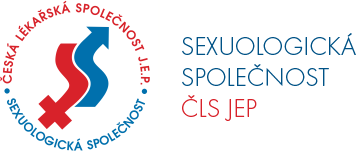 ČESKÁ LÉKAŘSKÁ SPOLEČNOST J.E.P.
• SEXUOLOGICKÁ SPOLEČNOST •
SEXUOLOGICKÁ
SPOLEČNOST
ČLS JEP